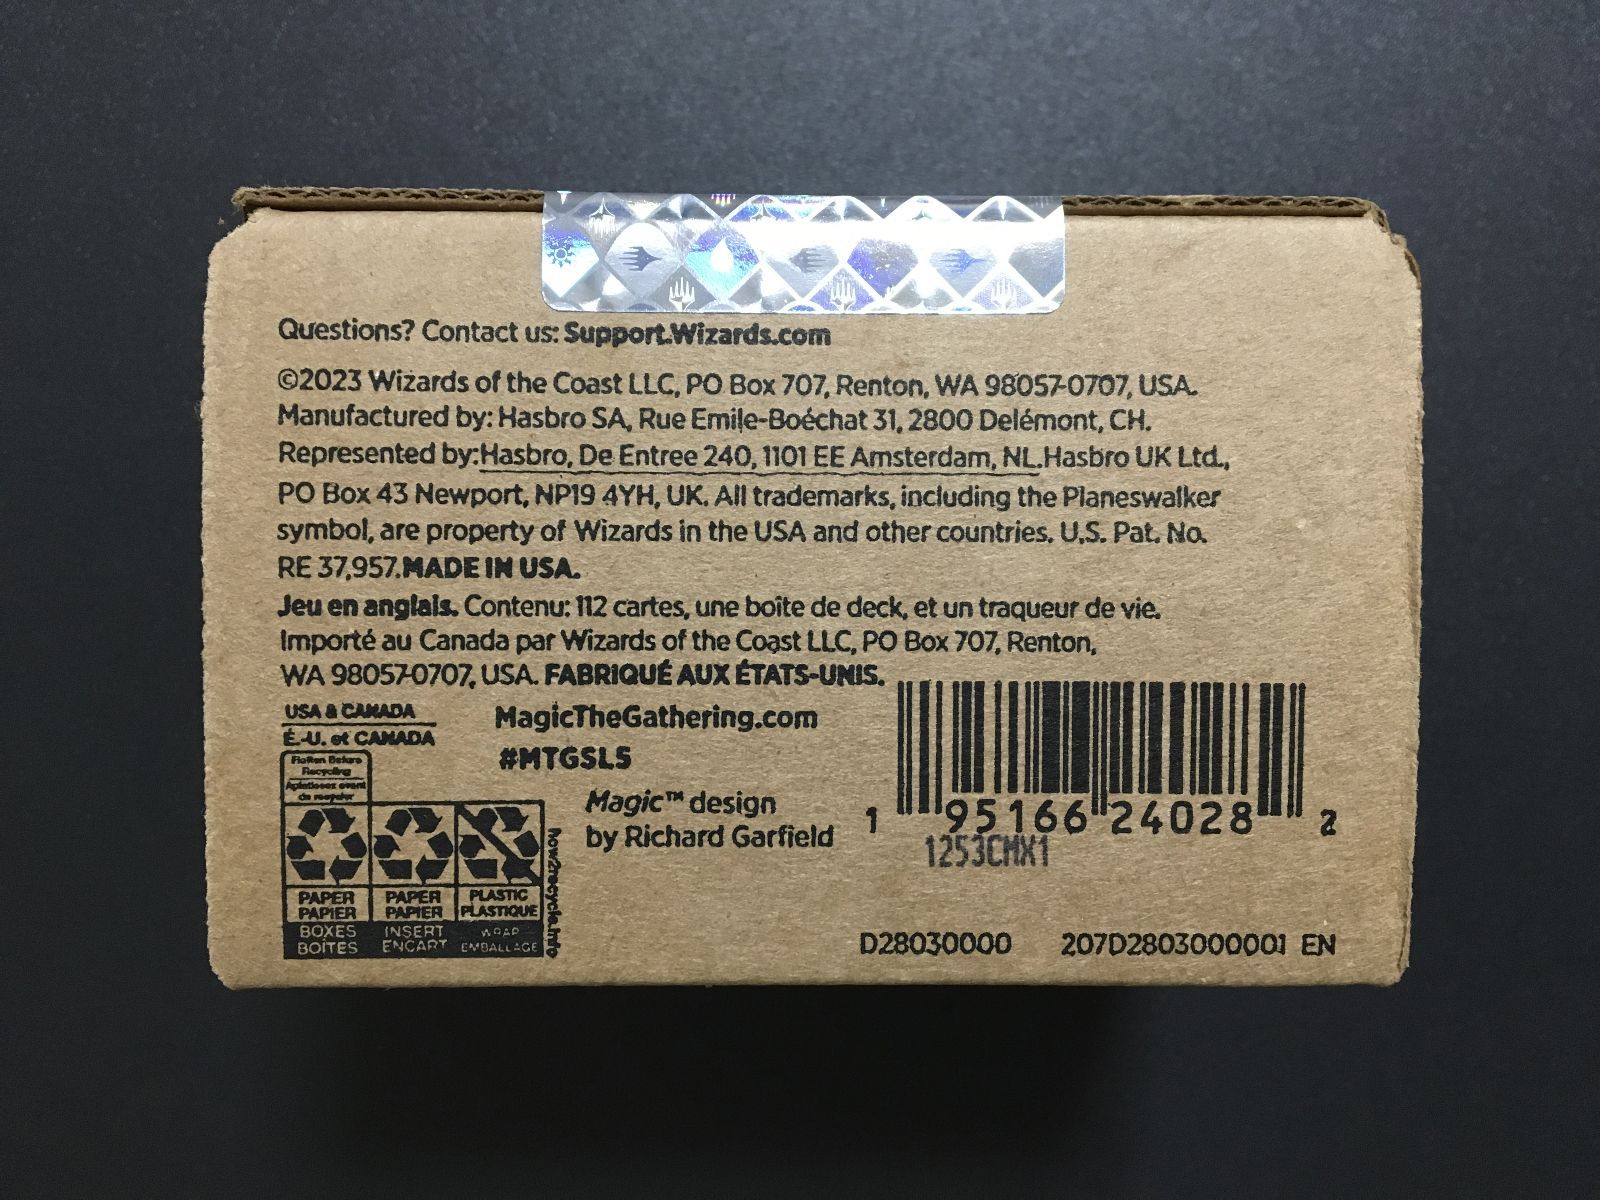 Questions? Contact us: Support.Wizards.com
©2023 Wizards of the Coast LLC, PO Box 707, Renton, WA 98057-0707, USA.
Manufactured by: Hasbro SA, Rue Emile-Boéchat 31, 2800 Delémont, CH.
Represented by:Hasbro, De Entree 240, 1101 EE Amsterdam, NL.Hasbro UK Ltd.,
PO Box 43 Newport, NP19 4YH, UK. All trademarks, including the Planeswalker
symbol, are property of Wizards in the USA and other countries. U.S. Pat. No.
RE 37,957.MADE IN USA.
Jeu en anglais. Contenu: 112 cartes, une boîte de deck, et un traqueur de vie.
Importé au Canada par Wizards of the Coast LLC, PO Box 707, Renton,
WA 98057-0707, USA. FABRIQUÉ AUX ÉTATS-UNIS.
USA & CANADA
É.-U. et CANADA
Flatten Before
Recycling
Aplatissez avant
de recycler
PAPER
PAPIER
BOXES
BOÎTES
PAPER
PAPIER
INSERT
ENCART
PLASTIC
PLASTIQUE
WRAP
EMBALLAGE
how2recycle.info
MagicTheGathering.com
#MTGSLS
Magic™ design
by Richard Garfield
1 95166 24028 2
1253CMX1
D28030000 207D2803000001 EN